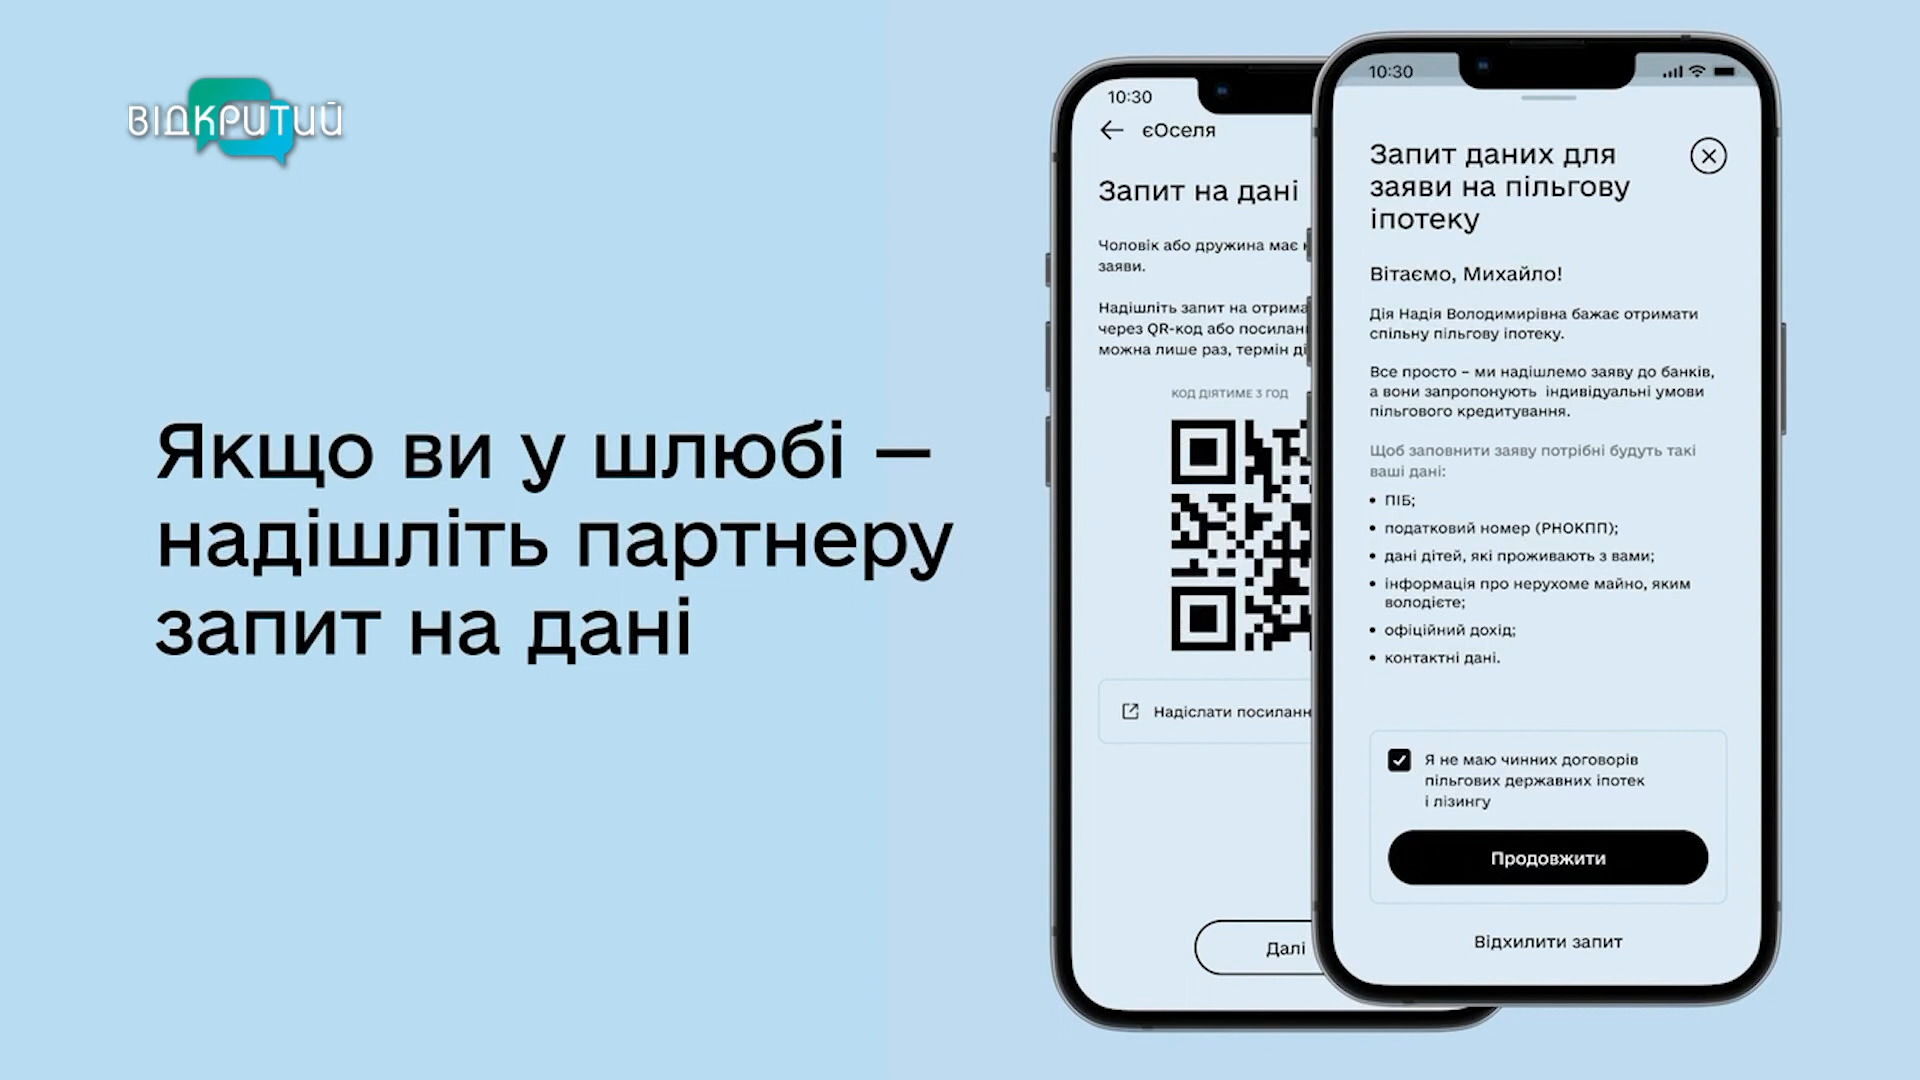 ВІДКРИТИЙ
Якщо ви у шлюбі –
надішліть партнеру
запит на дані
10:30
єОселя
Запит на дані
Чоловік або дружина має
заяви.
Надішліть запит на
через QR-код або
можна лише раз, термін
КОД ДІЯТИМЕ 3 ГОД
Надіслати
Далі
10:30
Запит даних для
заяви на пільгову
іпотеку
Вітаємо, Михайло!
Дія Надія Володимирівна бажає отримати
спільну пільгову іпотеку.
Все просто – ми надішлемо заяву до банків,
а вони запропонують індивідуальні умови
пільгового кредитування.
Щоб заповнити заяву потрібні будуть такі
ваші дані:
• ПІБ;
• податковий номер (РНОКПП);
• дані дітей, які проживають з вами;
• інформація про нерухоме майно, яким
володієте;
• офіційний дохід;
• контактні дані.
Я не маю чинних договорів
пільгових державних іпотек
і лізингу
Продовжити
Відхилити запит